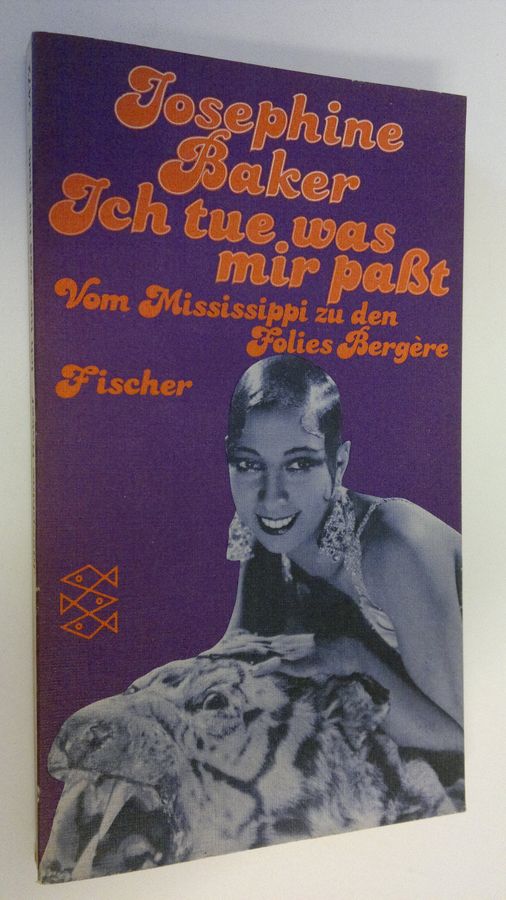 Josephine
Baker
Ich tue was
mir paßt
Vom Mississippi zu den
Folies Bergère
Fischer